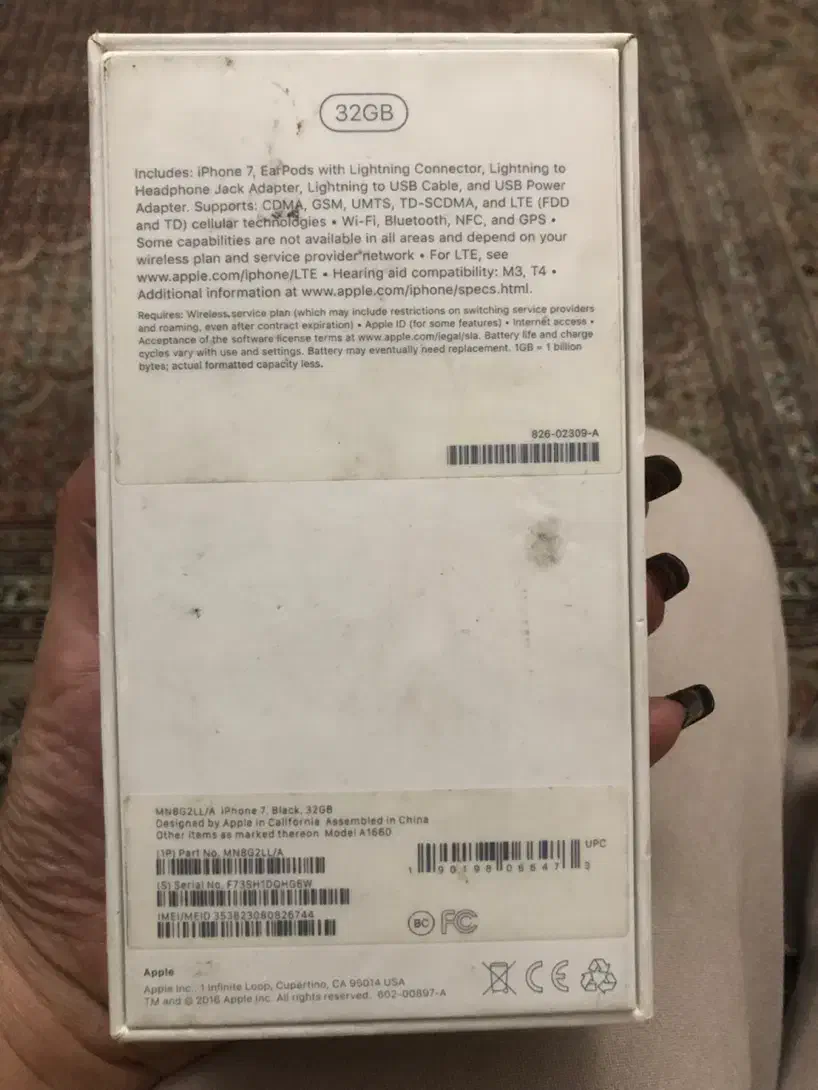 32GB
Includes: iPhone 7, EarPods with Lightning Connector, Lightning to
Headphone Jack Adapter, Lightning to USB Cable, and USB Power
Adapter. Supports: CDMA, GSM, UMTS, TD-SCDMA, and LTE (FDD
and TD) cellular technologies • Wi-Fi, Bluetooth, NFC, and GPS •
Some capabilities are not available in all areas and depend on your
wireless plan and service provider network • For LTE, see
www.apple.com/iphone/LTE • Hearing aid compatibility: M3, T4 •
Additional information at www.apple.com/iphone/specs.html.
Requires: Wireless service plan (which may include restrictions on switching service providers
and roaming, even after contract expiration) • Apple ID (for some features) • Internet access •
Acceptance of the software license terms at www.apple.com/legal/sla. Battery life and charge
cycles vary with use and settings. Battery may eventually need replacement. 1GB = 1 billion
bytes; actual formatted capacity less.
826-02309-A
MN8G2LL/A iPhone 7, Black, 32GB
Designed by Apple in California Assembled in China
Other items as marked thereon Model A1660
(1P) Part No. MN8G2LL/A
UPC
1 90198 06647 3
(S) Serial No. F73SH1DQHG6W
IMEI/MEID 353823080826744
BC FC
Apple
Apple Inc. 1 Infinite Loop, Cupertino, CA 95014 USA
TM and © 2016 Apple Inc. All rights reserved. 602-00897-A
CE